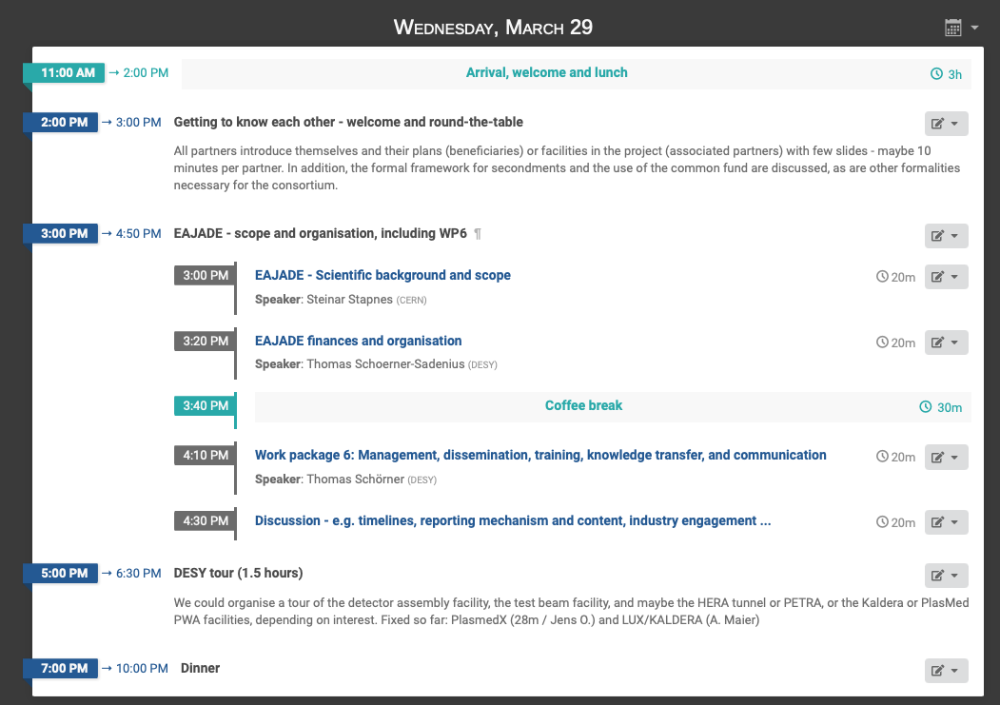 Wednesday, March 29
11:00 AM → 2:00 PM Arrival, welcome and lunch 3h
2:00 PM → 3:00 PM Getting to know each other - welcome and round-the-table
All partners introduce themselves and their plans (beneficiaries) or facilities in the project (associated partners) with few slides - maybe 10
minutes per partner. In addition, the formal framework for secondments and the use of the common fund are discussed, as are other formalities
necessary for the consortium.
3:00 PM → 4:50 PM EAJADE - scope and organisation, including WP6 ¶
3:00 PM EAJADE - Scientific background and scope 20m
Speaker: Steinar Stapnes (CERN)
3:20 PM EAJADE finances and organisation 20m
Speaker: Thomas Schoerner-Sadenius (DESY)
3:40 PM Coffee break 30m
4:10 PM Work package 6: Management, dissemination, training, knowledge transfer, and communication 20m
Speaker: Thomas Schörner (DESY)
4:30 PM Discussion - e.g. timelines, reporting mechanism and content, industry engagement ... 20m
5:00 PM → 6:30 PM DESY tour (1.5 hours)
We could organise a tour of the detector assembly facility, the test beam facility, and maybe the HERA tunnel or PETRA, or the Kaldera or PlasMed
PWA facilities, depending on interest. Fixed so far: PlasmedX (28m / Jens O.) and LUX/KALDERA (A. Maier)
7:00 PM → 10:00 PM Dinner